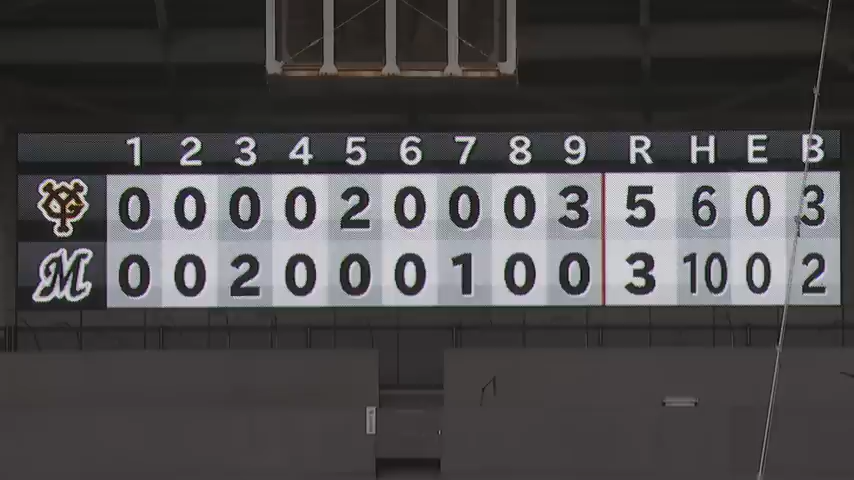 1 2 3 4 5 6 7 8 9 R H E B
YG 0 0 0 0 2 0 0 0 3 5 6 0 3
M 0 0 2 0 0 0 1 0 0 3 10 0 2